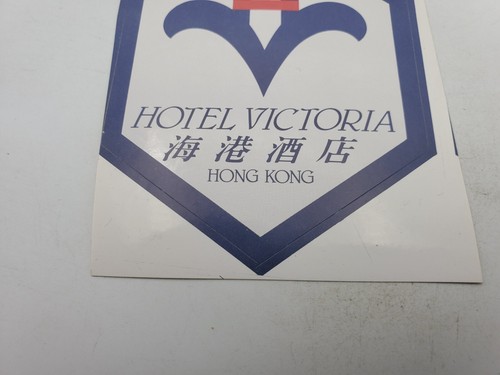 HOTEL VICTORIA
海港酒店
HONG KONG